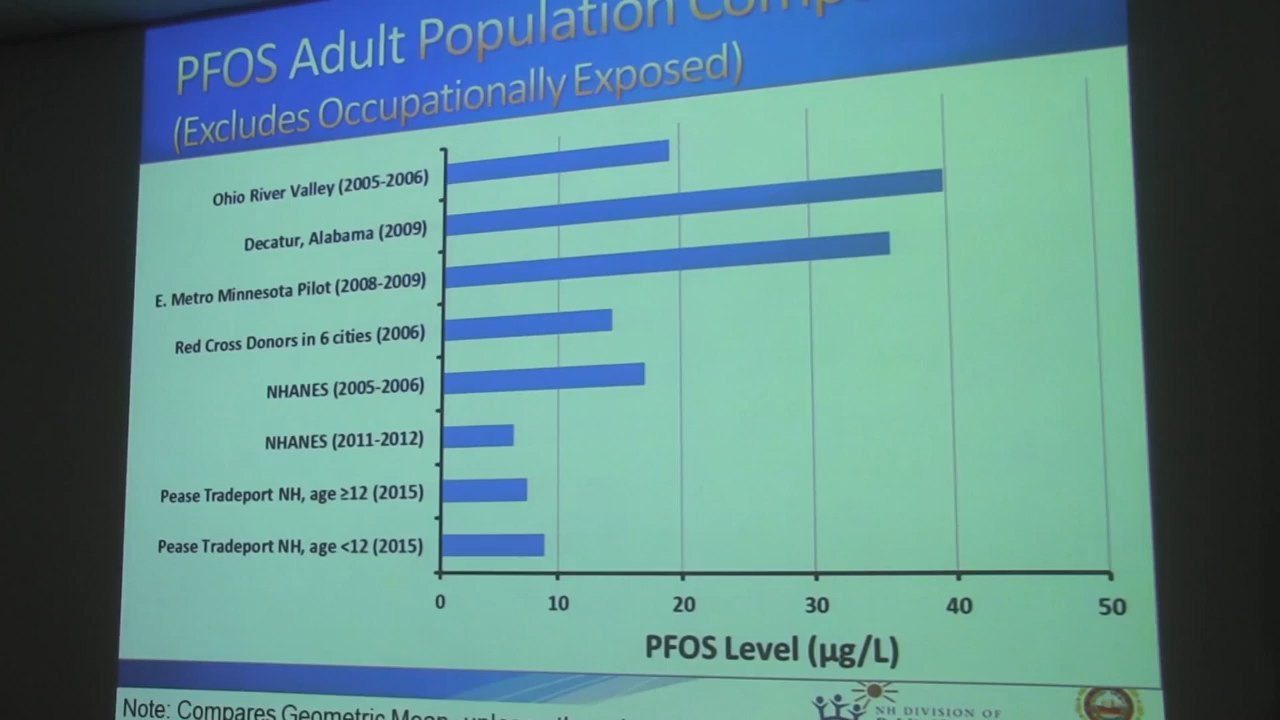 PFOS Adult Population
(Excludes Occupationally Exposed)
Ohio River Valley (2005-2006)
Decatur, Alabama (2009)
E. Metro Minnesota Pilot (2008-2009)
Red Cross Donors in 6 cities (2006)
NHANES (2005-2006)
NHANES (2011-2012)
Pease Tradeport NH, age ≥12 (2015)
Pease Tradeport NH, age <12 (2015)
0 10 20 30 40 50
PFOS Level (µg/L)
Note: Compares Geometric
NH DIVISION OF